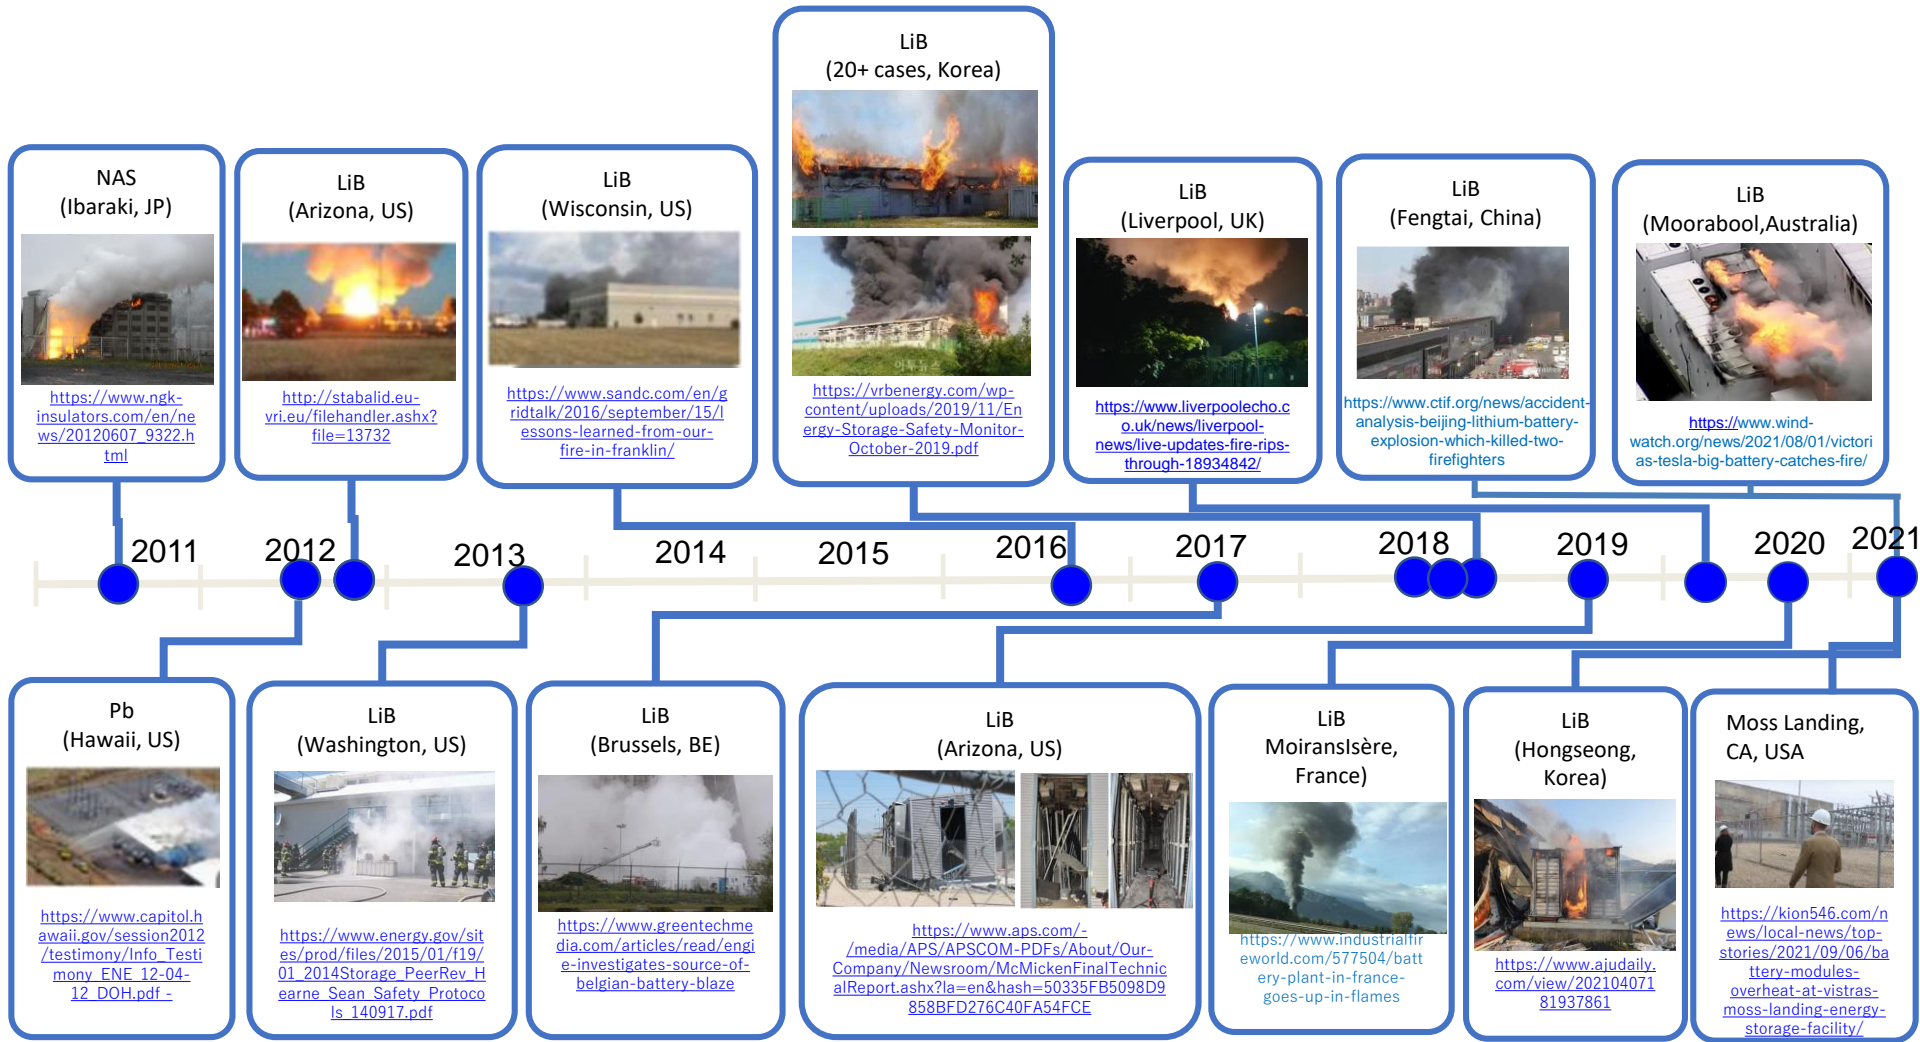 LiB
(20+ cases, Korea)
이투뉴스
https://vrbenergy.com/wp-
content/uploads/2019/11/En
ergy-Storage-Safety-Monitor-
October-2019.pdf
NAS
(Ibaraki, JP)
https://www.ngk-
insulators.com/en/ne
ws/20120607_9322.h
tml
LiB
(Arizona, US)
http://stabalid.eu-
vri.eu/filehandler.ashx?
file=13732
LiB
(Wisconsin, US)
https://www.sandc.com/en/g
ridtalk/2016/september/15/l
essons-learned-from-our-
fire-in-franklin/
LiB
(Liverpool, UK)
https://www.liverpoolecho.c
o.uk/news/liverpool-
news/live-updates-fire-rips-
through-18934842/
LiB
(Fengtai, China)
https://www.ctif.org/news/accident-
analysis-beijing-lithium-battery-
explosion-which-killed-two-
firefighters
LiB
(Moorabool,Australia)
https://www.wind-
watch.org/news/2021/08/01/victori
as-tesla-big-battery-catches-fire/
2011
2012
2013
2014
2015
2016
2017
2018
2019
2020
2021
Pb
(Hawaii, US)
https://www.capitol.h
awaii.gov/session2012
/testimony/Info_Testi
mony_ENE_12-04-
12_DOH.pdf -
LiB
(Washington, US)
https://www.energy.gov/sit
es/prod/files/2015/01/f19/
01_2014Storage_PeerRev_H
earne_Sean_Safety_Protoco
ls_140917.pdf
LiB
(Brussels, BE)
https://www.greentechme
dia.com/articles/read/engi
e-investigates-source-of-
belgian-battery-blaze
LiB
(Arizona, US)
https://www.aps.com/-
/media/APS/APSCOM-PDFs/About/Our-
Company/Newsroom/McMickenFinalTechnic
alReport.ashx?la=en&hash=50335FB5098D9
858BFD276C40FA54FCE
LiB
MoiransIsère,
France)
https://www.industrialfir
eworld.com/577504/batt
ery-plant-in-france-
goes-up-in-flames
LiB
(Hongseong,
Korea)
https://www.ajudaily.
com/view/202104071
81937861
Moss Landing,
CA, USA
https://kion546.com/n
ews/local-news/top-
stories/2021/09/06/ba
ttery-modules-
overheat-at-vistras-
moss-landing-energy-
storage-facility/